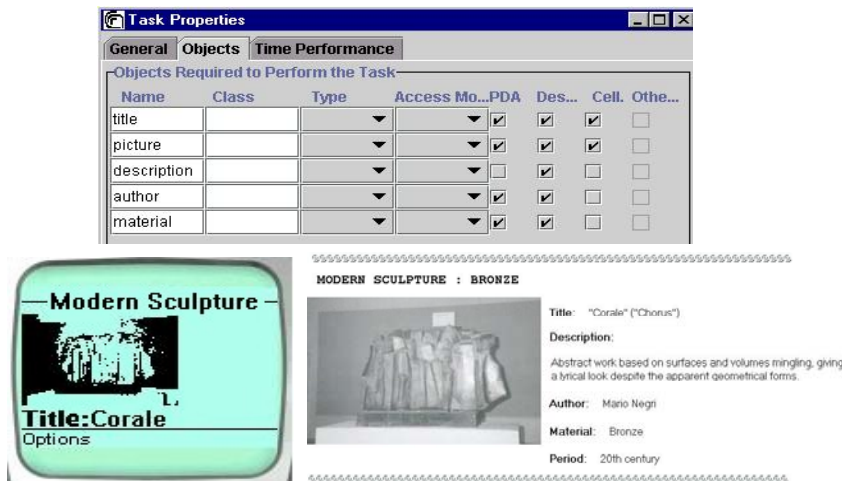 Task Properties
General Objects Time Performance
Objects Required to Perform the Task
Name Class Type Access Mo... PDA Des... Cell. Othe...
title
picture
description
author
material
Modern Sculpture
Title:Corale
Options
MODERN SCULPTURE : BRONZE
Title: "Corale" ("Chorus")
Description:
Abstract work based on surfaces and volumes mingling, giving
a lyrical look despite the apparent geometrical forms.
Author: Mario Negri
Material: Bronze
Period: 20th century